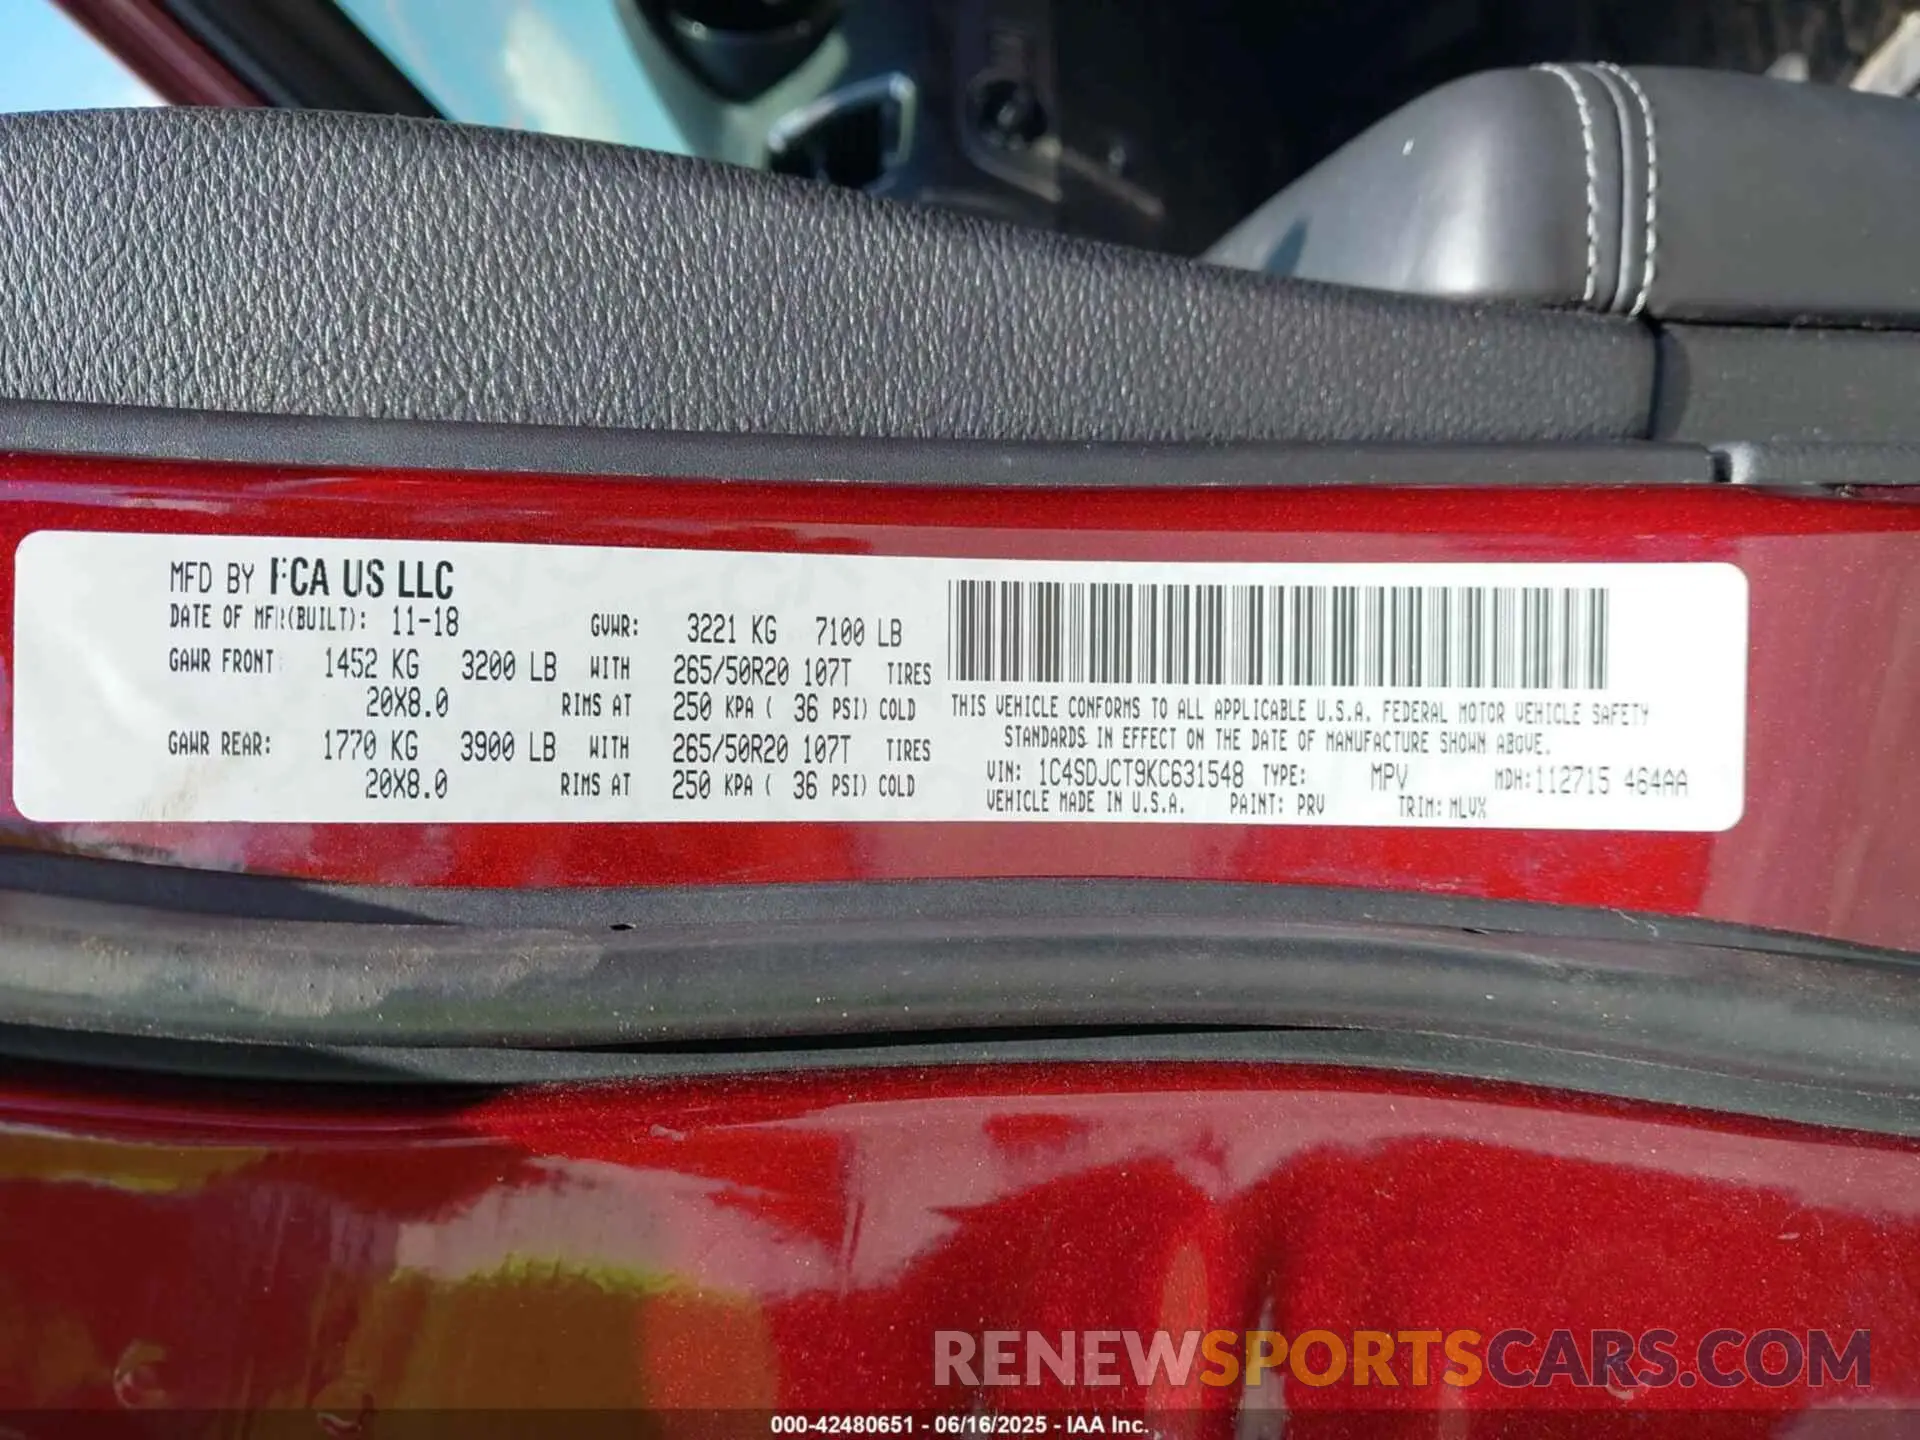 MFD BY FCA US LLC
DATE OF MFR(BUILT): 11-18 GVWR: 3221 KG 7100 LB
GAWR FRONT: 1452 KG 3200 LB WITH 265/50R20 107T TIRES
20X8.0 RIMS AT 250 KPA ( 36 PSI) COLD
GAWR REAR: 1770 KG 3900 LB WITH 265/50R20 107T TIRES
20X8.0 RIMS AT 250 KPA ( 36 PSI) COLD
THIS VEHICLE CONFORMS TO ALL APPLICABLE U.S.A. FEDERAL MOTOR VEHICLE SAFETY
STANDARDS IN EFFECT ON THE DATE OF MANUFACTURE SHOWN ABOVE.
VIN: 1C4SDJCT9KC631548 TYPE: MPV MDH:112715 464AA
VEHICLE MADE IN U.S.A. PAINT: PRV TRIM: MLVX
RENEWSPORTSCARS.COM
000-42480651 - 06/16/2025 - IAA Inc.